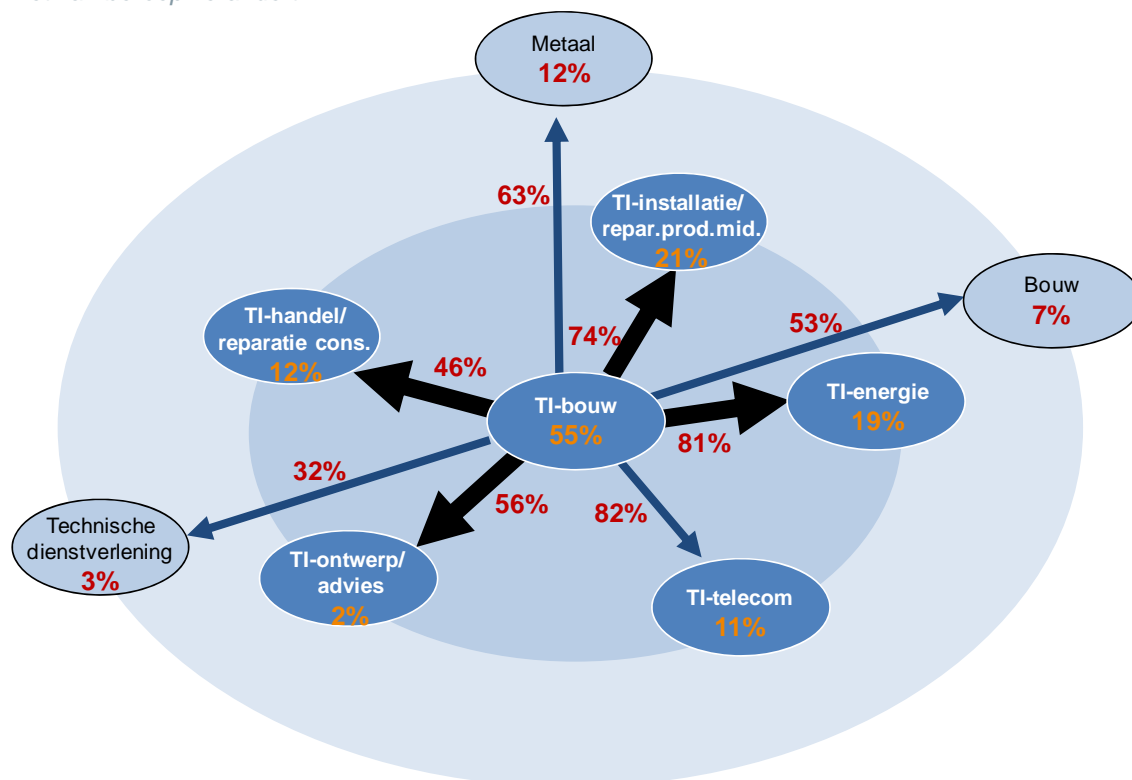 Metaal
12%
63%
TI-installatie/
repar.prod.mid.
21%
Bouw
7%
TI-handel/
reparatie cons.
12%
74%
53%
46%
TI-bouw
55%
TI-energie
19%
81%
32%
56%
82%
Technische
dienstverlening
3%
TI-ontwerp/
advies
2%
TI-telecom
11%